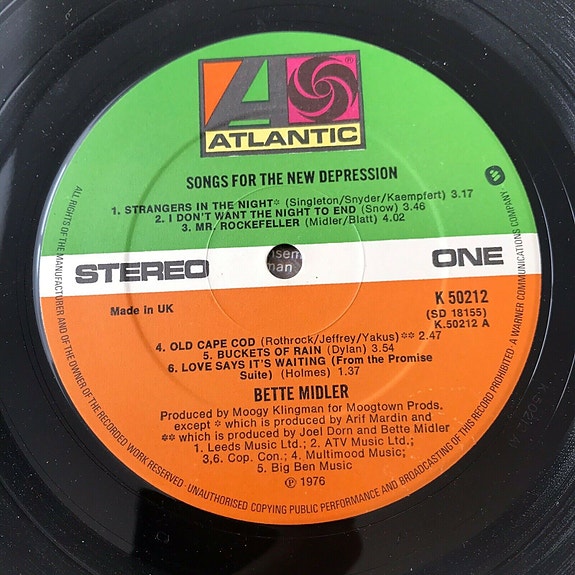 ATLANTIC
®
SONGS FOR THE NEW DEPRESSION
1. STRANGERS IN THE NIGHT* (Singleton/Snyder/Kaempfert) 3.17
2. I DON'T WANT THE NIGHT TO END (Snow) 3.46
3. MR. ROCKEFELLER (Midler/Blatt) 4.02
STEREO ONE
Made in UK
K 50212
(SD 18155)
K.50212 A
4. OLD CAPE COD (Rothrock/Jeffrey/Yakus)** 2.47
5. BUCKETS OF RAIN (Dylan) 3.54
6. LOVE SAYS IT'S WAITING (From the Promise
Suite) (Holmes) 1.37
BETTE MIDLER
Produced by Moogy Klingman for Moogtown Prods.
except * which is produced by Arif Mardin and
** which is produced by Joel Dorn and Bette Midler
1. Leeds Music Ltd.; 2. ATV Music Ltd.;
3,6. Cop. Con.; 4. Multimood Music;
5. Big Ben Music
℗ 1976
ALL RIGHTS OF THE MANUFACTURER AND OF THE OWNER OF THE RECORDED WORK RESERVED · UNAUTHORISED COPYING PUBLIC PERFORMANCE AND BROADCASTING OF THIS RECORD PROHIBITED · A WARNER COMMUNICATIONS COMPANY